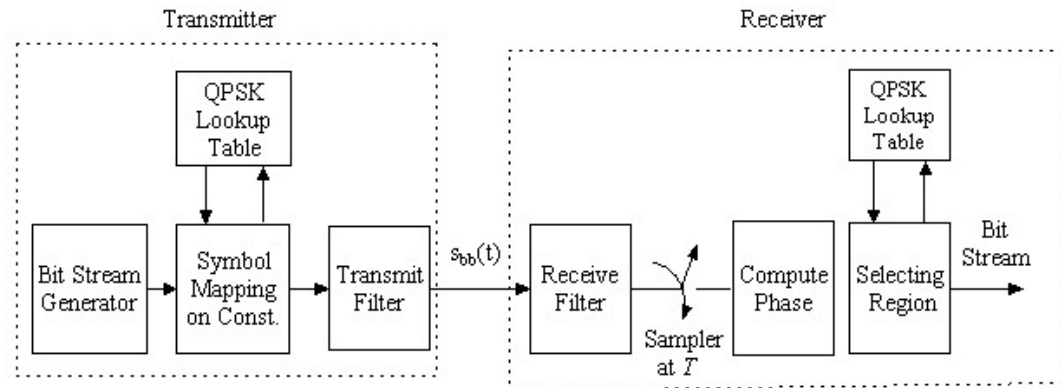 Transmitter
Receiver
QPSK
Lookup
Table
QPSK
Lookup
Table
Bit Stream
Generator
Symbol
Mapping
on Const.
Transmit
Filter
s_bb(t)
Receive
Filter
Sampler
at T
Compute
Phase
Selecting
Region
Bit
Stream